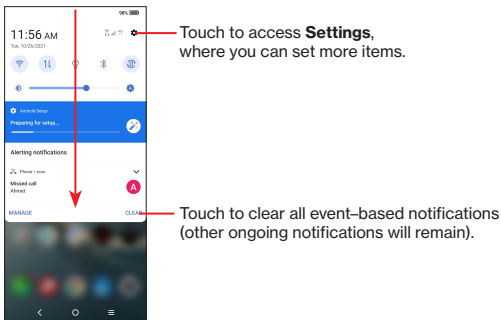 98%
11:56 AM
Tue, 10/26/2021
Touch to access Settings,
where you can set more items.
Android Setup
Preparing for setup...
Alerting notifications
Phone • now
Missed call
Ahmet
A
MANAGE
CLEAR
Touch to clear all event–based notifications
(other ongoing notifications will remain).